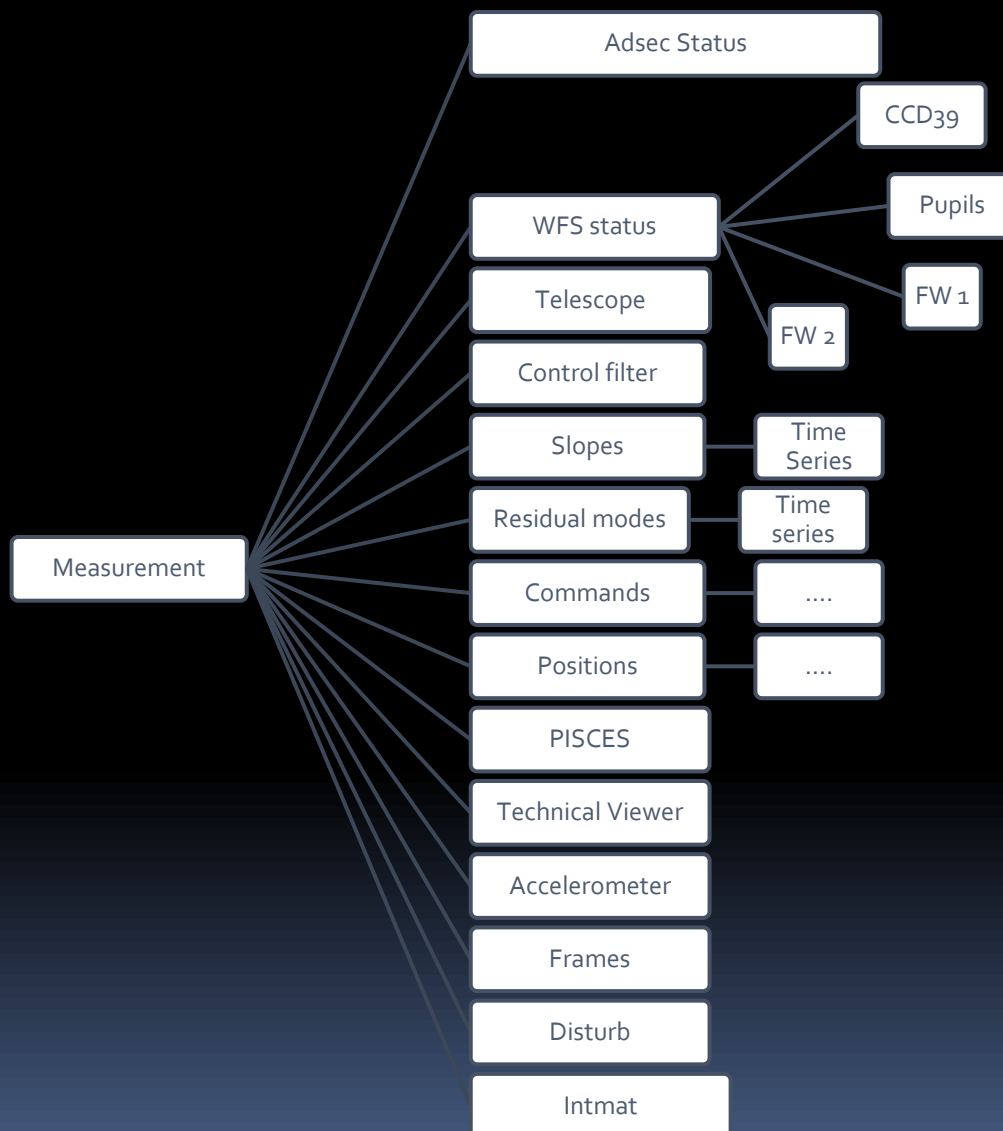 Adsec Status
CCD39
Pupils
WFS status
FW 1
Telescope
FW 2
Control filter
Slopes
Time
Series
Residual modes
Time
series
Measurement
Commands
....
Positions
....
PISCES
Technical Viewer
Accelerometer
Frames
Disturb
Intmat